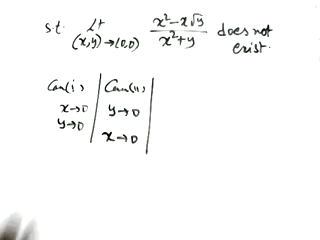 s.t. Lt (x,y)→(0,0) x²-x√y / x²+y does not exist.
Case(i) | Case(ii) |
x→0 | y→0
y→0 | x→0